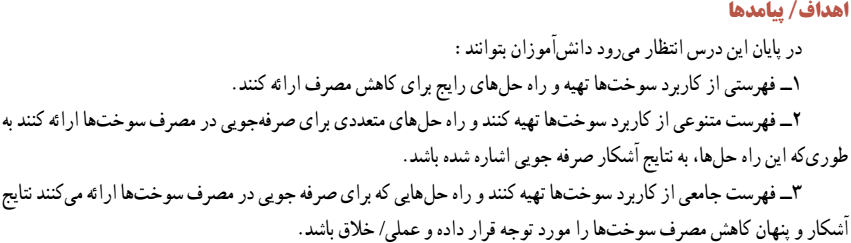 اهداف/ پیامدها
در پایان این درس انتظار می‌رود دانش‌آموزان بتوانند :
۱ــ فهرستی از کاربرد سوخت‌ها تهیه و راه حل‌های رایج برای کاهش مصرف ارائه کنند.
۲ــ فهرست متنوعی از کاربرد سوخت‌ها تهیه کنند و راه حل‌های متعددی برای صرفه‌جویی در مصرف سوخت‌ها ارائه کنند به
طوری‌که این راه حل‌ها، به نتایج آشکار صرفه جویی اشاره شده باشد.
۳ــ فهرست جامعی از کاربرد سوخت‌ها تهیه کنند و راه حل‌هایی که برای صرفه جویی در مصرف سوخت‌ها ارائه می‌کنند نتایج
آشکار و پنهان کاهش مصرف سوخت‌ها را مورد توجه قرار داده و عملی/ خلاق باشد.